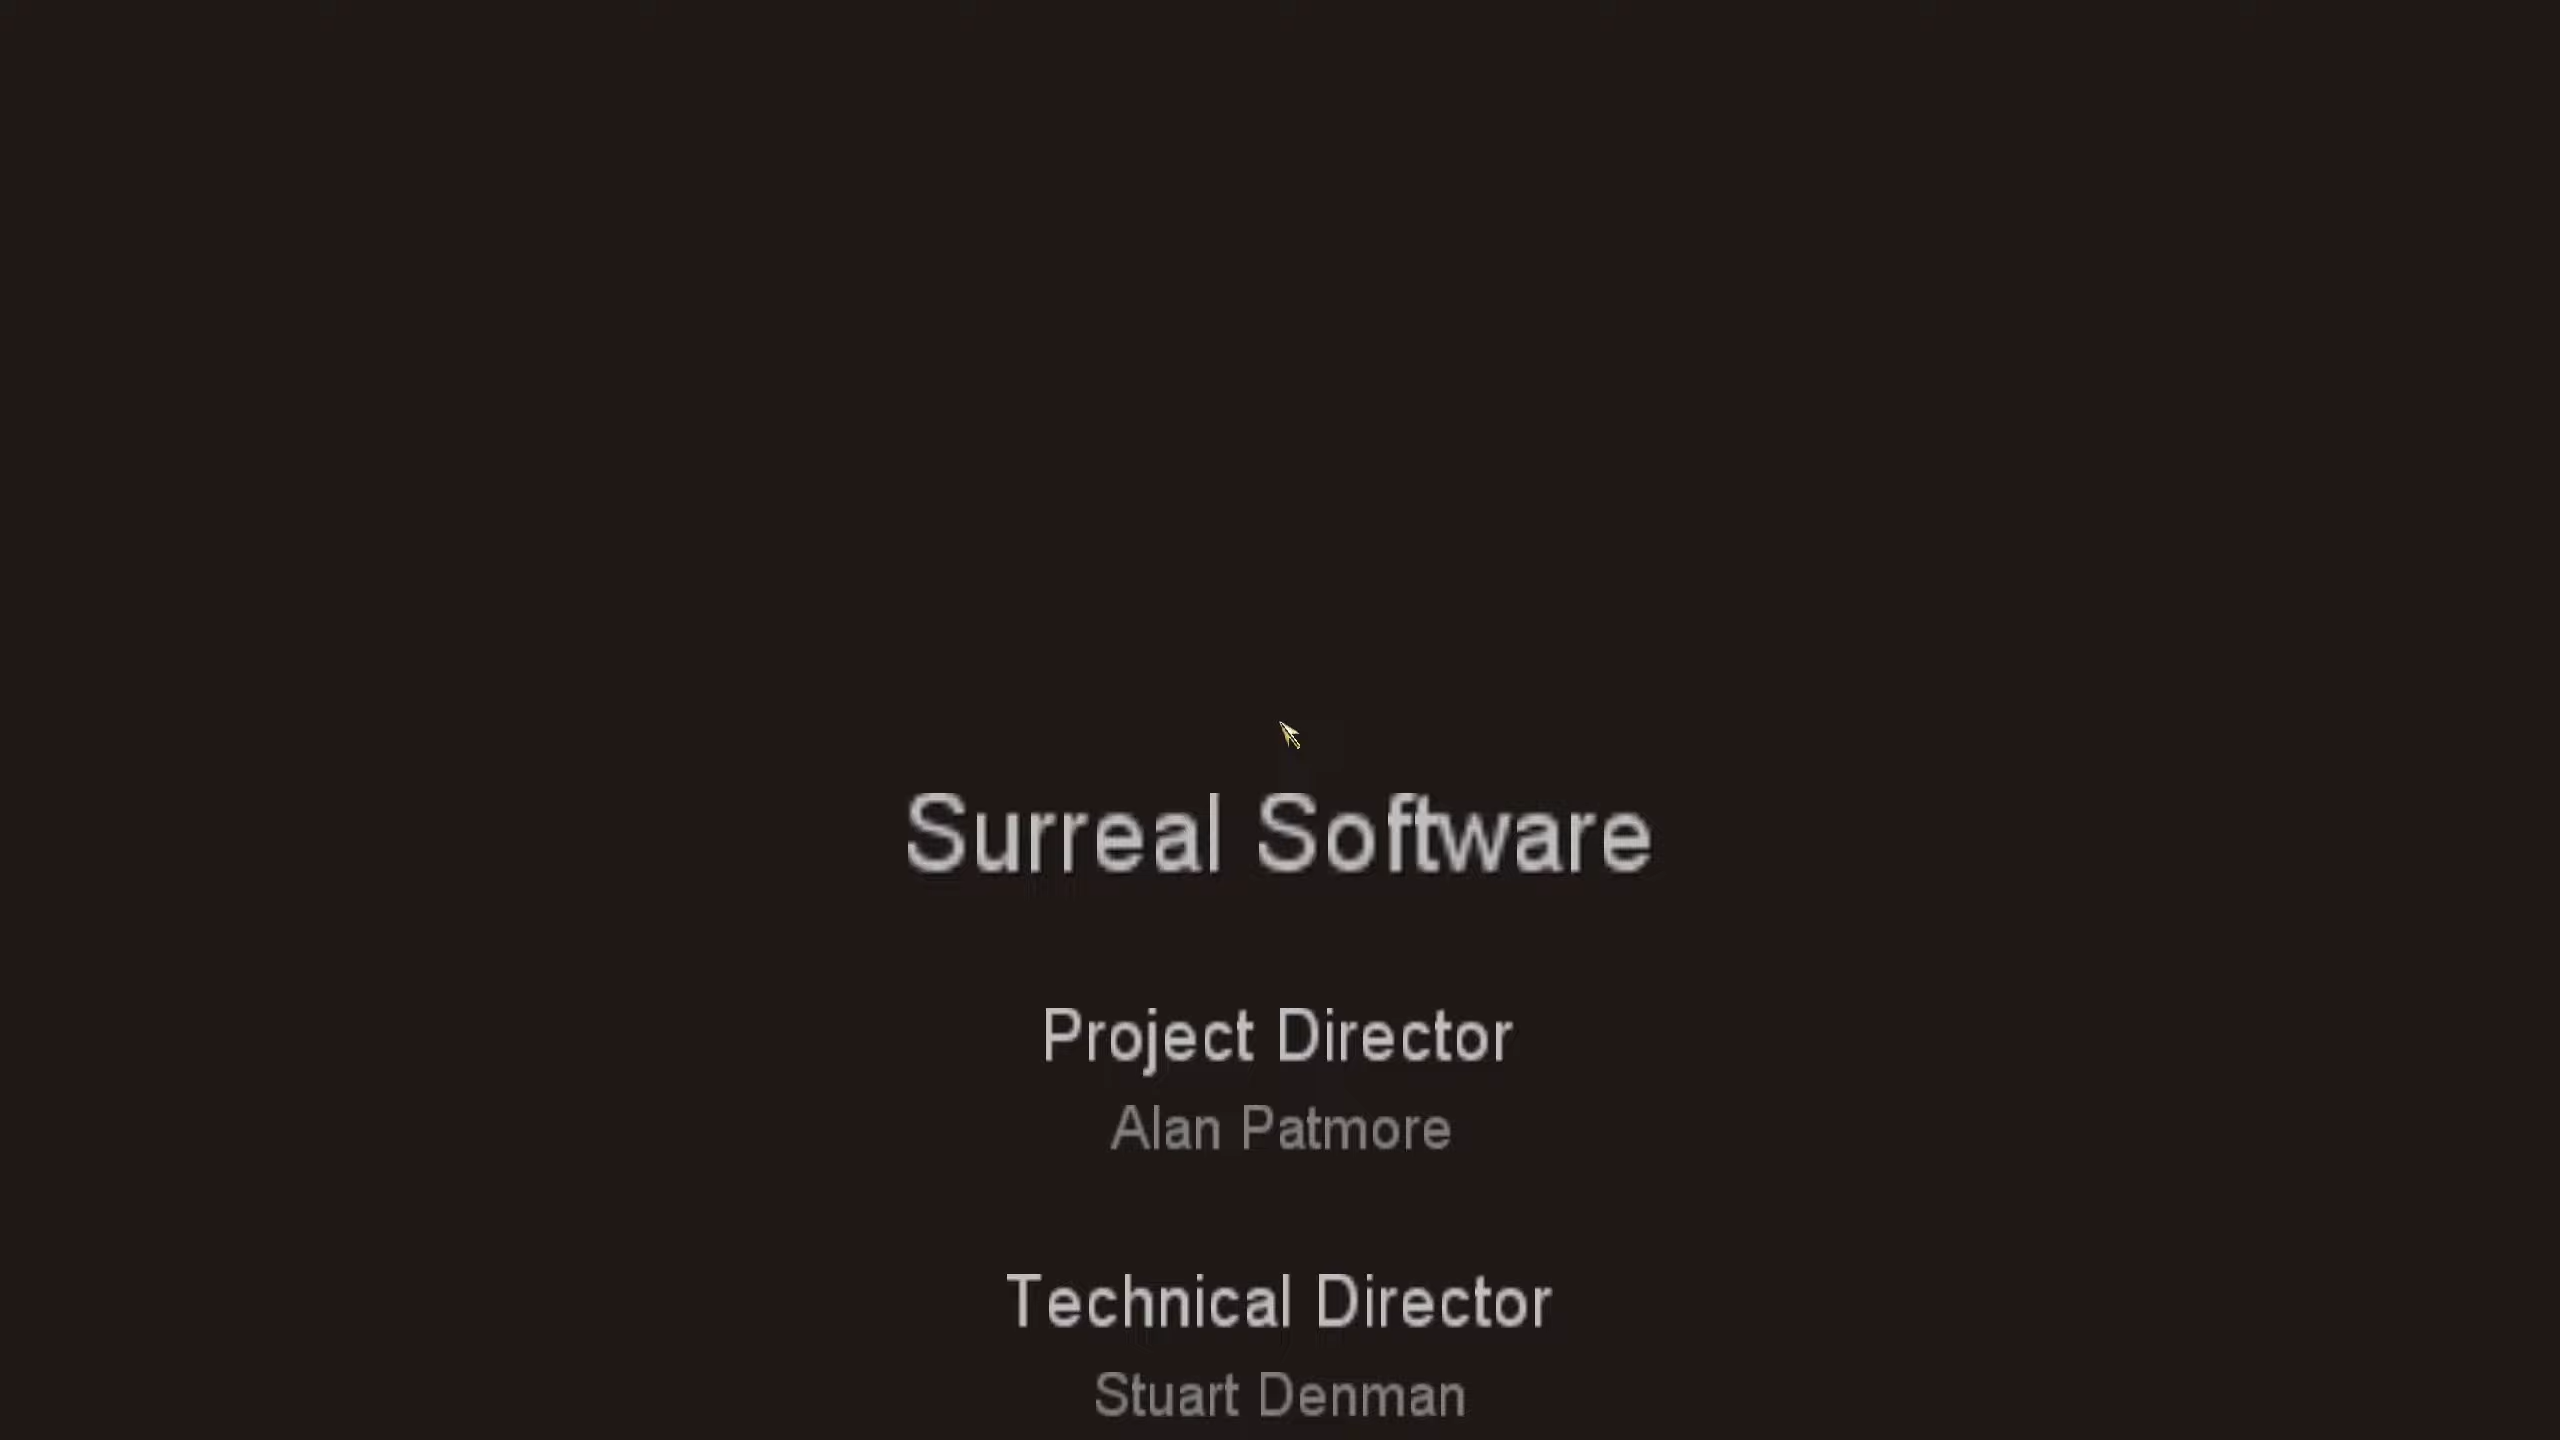 Surreal Software
Project Director
Alan Patmore
Technical Director
Stuart Denman